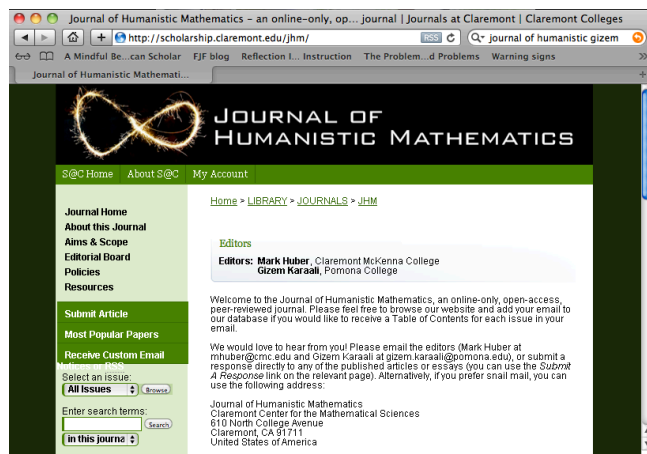 Journal of Humanistic Mathematics – an online-only, op... journal | Journals at Claremont | Claremont Colleges
http://scholarship.claremont.edu/jhm/
RSS
journal of humanistic gizem
A Mindful Be...can Scholar FJF blog Reflection I... Instruction The Problem...d Problems Warning signs
Journal of Humanistic Mathemati...
JOURNAL OF
HUMANISTIC MATHEMATICS
S@C Home About S@C My Account
Journal Home
About this Journal
Aims & Scope
Editorial Board
Policies
Resources
Submit Article
Most Popular Papers
Receive Custom Email
Notices or RSS
Select an issue:
All Issues Browse
Enter search terms:
Search
in this journa
Home > LIBRARY > JOURNALS > JHM
Editors
Editors: Mark Huber, Claremont McKenna College
Gizem Karaali, Pomona College
Welcome to the Journal of Humanistic Mathematics, an online-only, open-access,
peer-reviewed journal. Please feel free to browse our website and add your email to
our database if you would like to receive a Table of Contents for each issue in your
email.
We would love to hear from you! Please email the editors (Mark Huber at
mhuber@cmc.edu and Gizem Karaali at gizem.karaali@pomona.edu), or submit a
response directly to any of the published articles or essays (you can use the Submit
A Response link on the relevant page). Alternatively, if you prefer snail mail, you can
use the following address:
Journal of Humanistic Mathematics
Claremont Center for the Mathematical Sciences
610 North College Avenue
Claremont, CA 91711
United States of America